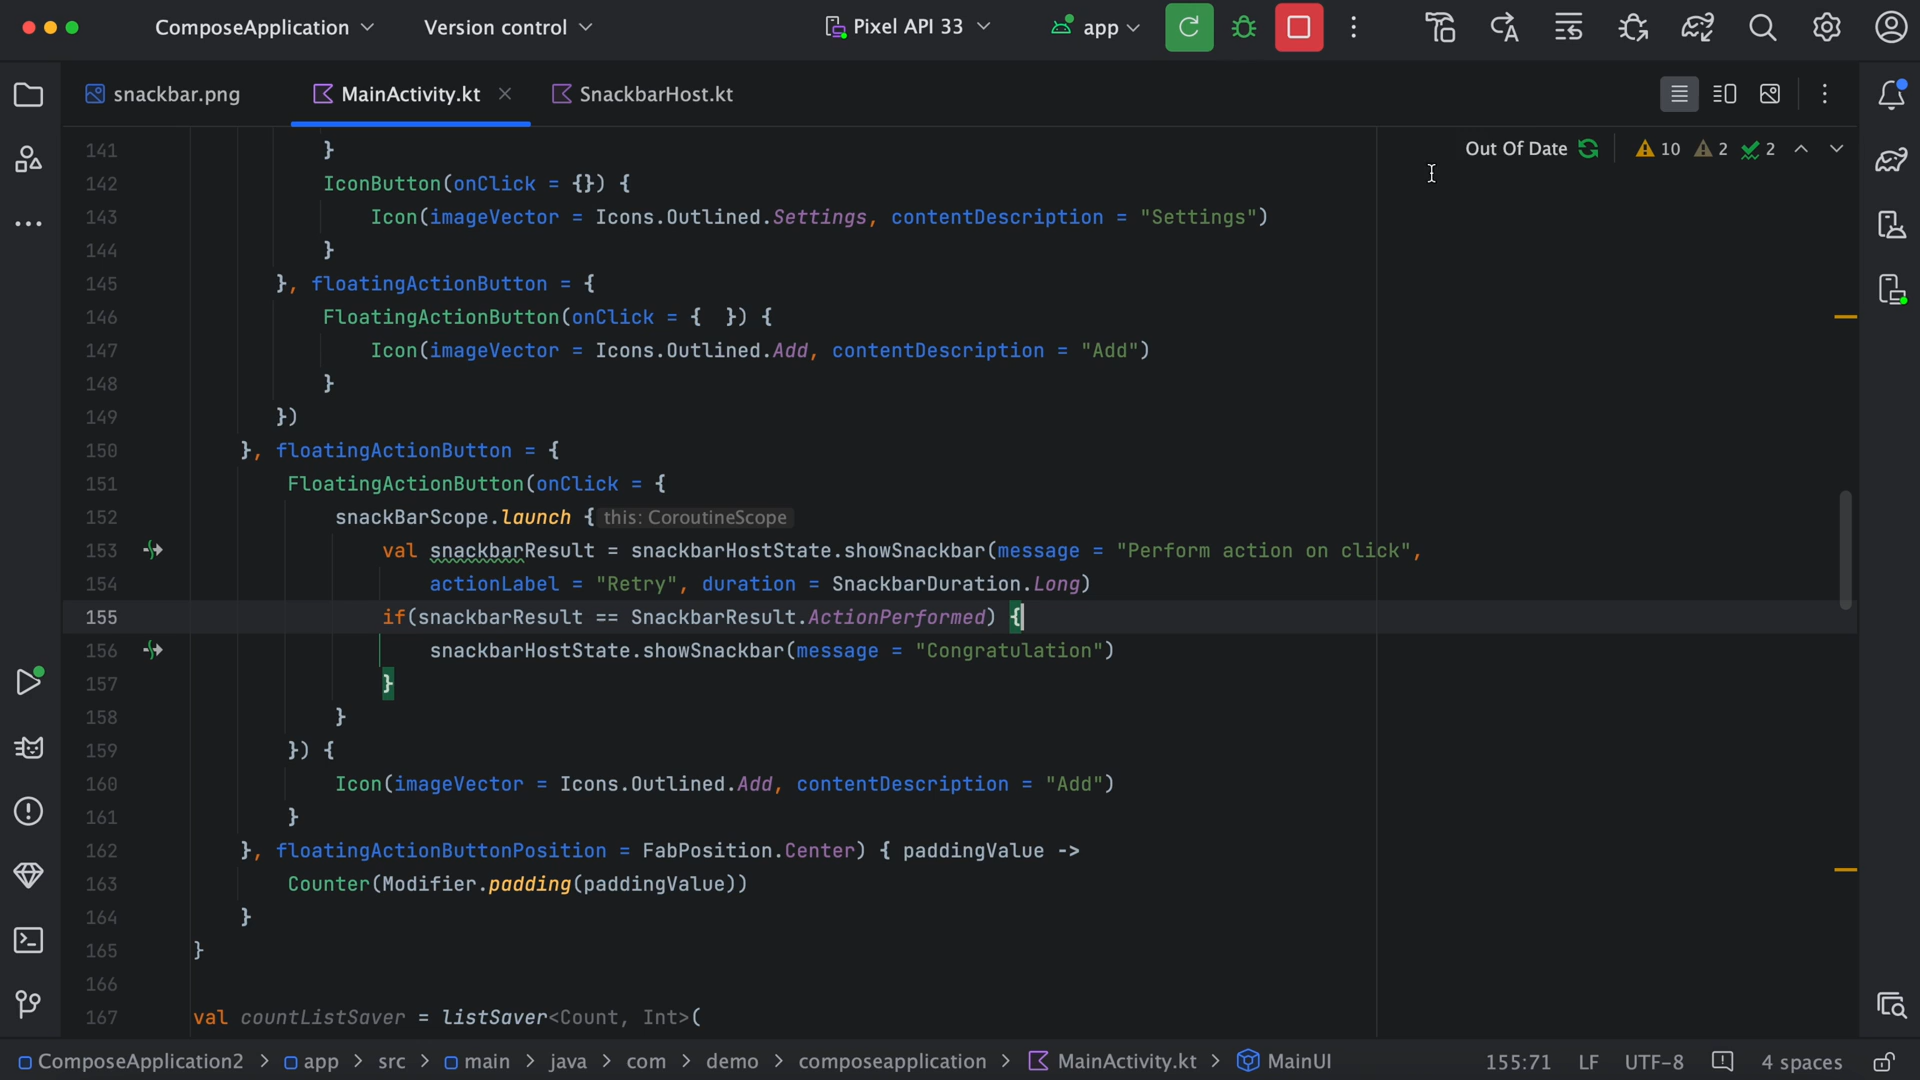 ComposeApplication
Version control
Pixel API 33
app
snackbar.png
MainActivity.kt
SnackbarHost.kt
Out Of Date
10
2
2
141 }
142 IconButton(onClick = {}) {
143 Icon(imageVector = Icons.Outlined.Settings, contentDescription = "Settings")
144 }
145 }, floatingActionButton = {
146 FloatingActionButton(onClick = {  }) {
147 Icon(imageVector = Icons.Outlined.Add, contentDescription = "Add")
148 }
149 })
150 }, floatingActionButton = {
151 FloatingActionButton(onClick = {
152 snackBarScope.launch { this: CoroutineScope
153 val snackbarResult = snackbarHostState.showSnackbar(message = "Perform action on click",
154 actionLabel = "Retry", duration = SnackbarDuration.Long)
155 if(snackbarResult == SnackbarResult.ActionPerformed) {
156 snackbarHostState.showSnackbar(message = "Congratulation")
157 }
158 }
159 }) {
160 Icon(imageVector = Icons.Outlined.Add, contentDescription = "Add")
161 }
162 }, floatingActionButtonPosition = FabPosition.Center) { paddingValue ->
163 Counter(Modifier.padding(paddingValue))
164 }
165 }
166
167 val countListSaver = listSaver<Count, Int>(
ComposeApplication2 > app > src > main > java > com > demo > composeapplication > MainActivity.kt > MainUI
155:71 LF UTF-8 4 spaces